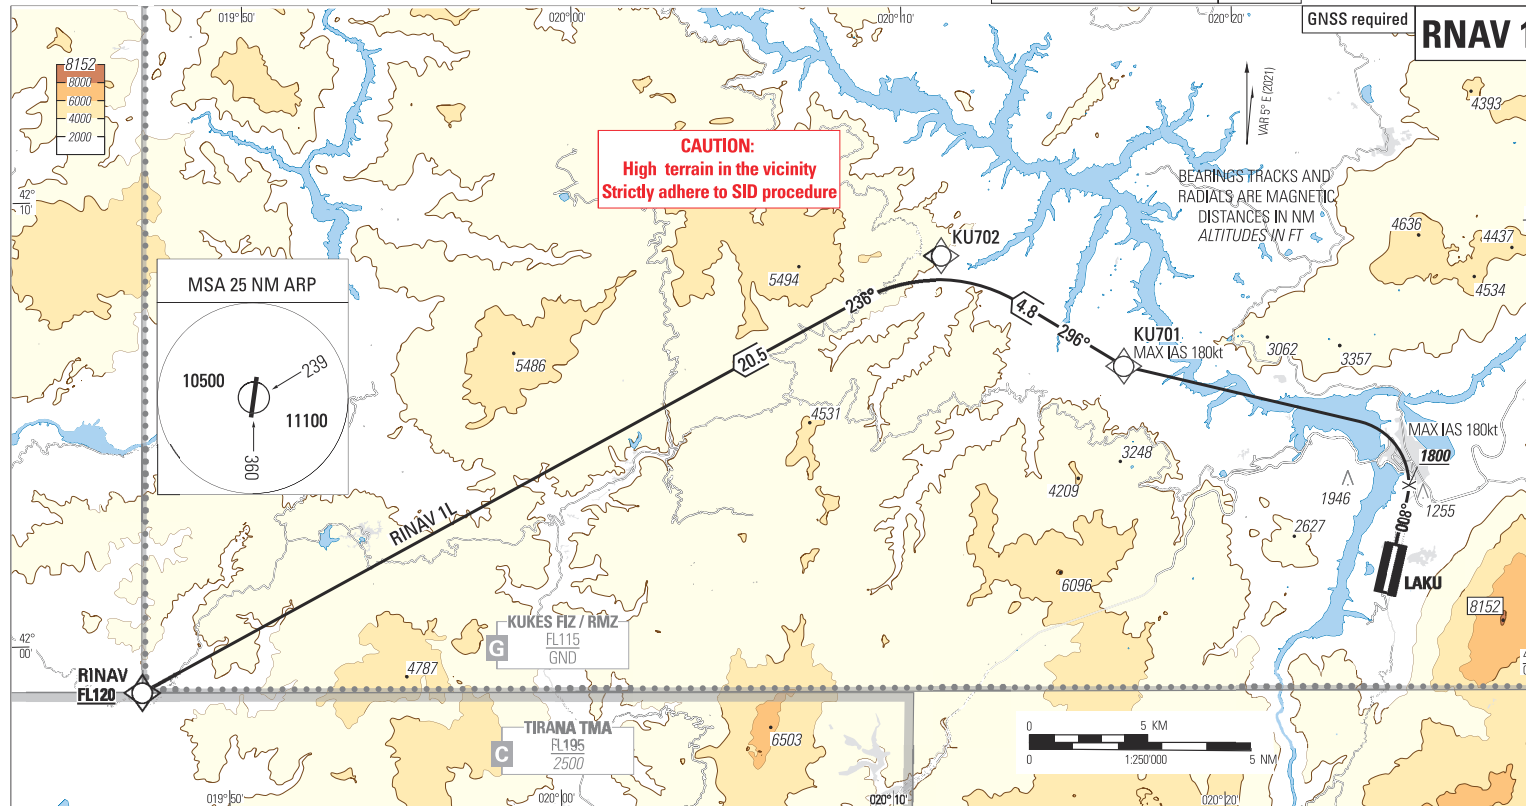 019° 50'
020° 00'
020° 10'
020° 20'
GNSS required
RNAV 1
8152
8000
6000
4000
2000
4393
VAR 5° E (2021)
CAUTION:
High terrain in the vicinity
Strictly adhere to SID procedure
BEARINGS TRACKS AND
RADIALS ARE MAGNETIC
DISTANCES IN NM
ALTITUDES IN FT
42°
10'
4636
4437
4534
KU702
5494
MSA 25 NM ARP
239
10500
11100
360
236°
4.8
296°
KU701
MAX IAS 180kt
3062
3357
20.5
5486
4531
MAX IAS 180kt
1800
3248
4209
1946
1255
2627
008°
RINAV 1L
LAKU
6096
8152
KUKES FIZ / RMZ
G
FL115
GND
42°
00'
RINAV
FL120
4787
TIRANA TMA
C
FL195
2500
6503
0 5 KM
0 1:250'000 5 NM
019° 50'
020° 00'
020° 10'
020° 20'